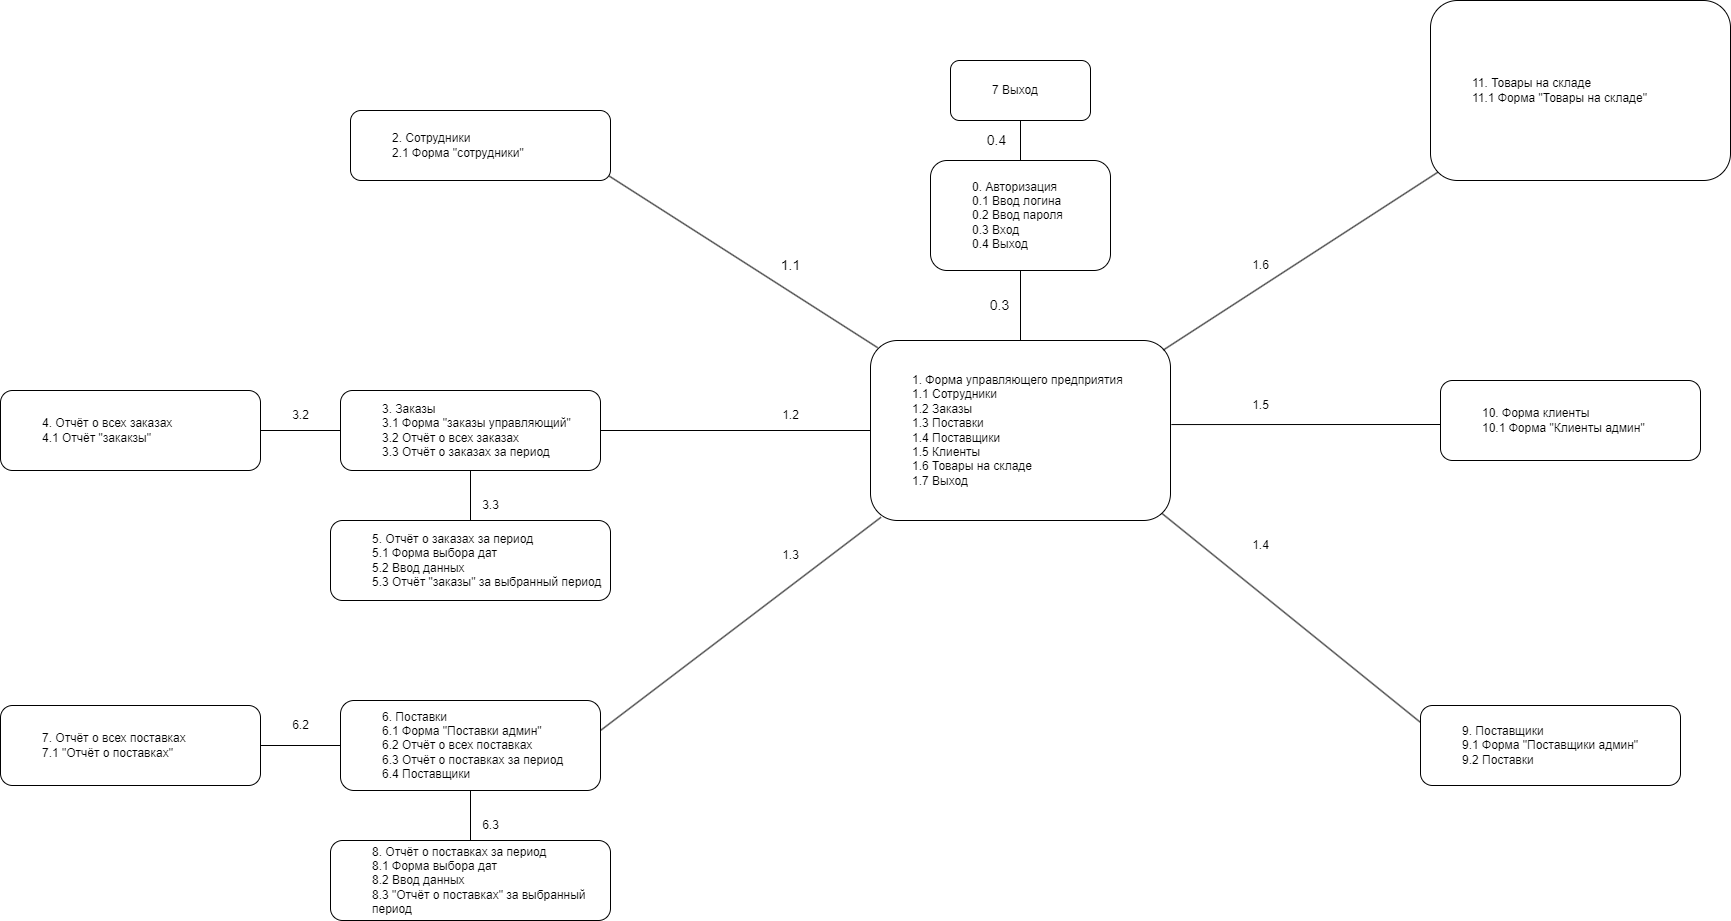 7 Выход
11. Товары на складе
11.1 Форма "Товары на складе"
2. Сотрудники
2.1 Форма "сотрудники"
0.4
0. Авторизация
0.1 Ввод логина
0.2 Ввод пароля
0.3 Вход
0.4 Выход
1.1
1.6
0.3
1. Форма управляющего предприятия
1.1 Сотрудники
1.2 Заказы
1.3 Поставки
1.4 Поставщики
1.5 Клиенты
1.6 Товары на складе
1.7 Выход
4. Отчёт о всех заказах
4.1 Отчёт "закакзы"
3.2
3. Заказы
3.1 Форма "заказы управляющий"
3.2 Отчёт о всех заказах
3.3 Отчёт о заказах за период
1.2
1.5
10. Форма клиенты
10.1 Форма "Клиенты админ"
3.3
5. Отчёт о заказах за период
5.1 Форма выбора дат
5.2 Ввод данных
5.3 Отчёт "заказы" за выбранный период
1.3
1.4
7. Отчёт о всех поставках
7.1 "Отчёт о поставках"
6.2
6. Поставки
6.1 Форма "Поставки админ"
6.2 Отчёт о всех поставках
6.3 Отчёт о поставках за период
6.4 Поставщики
9. Поставщики
9.1 Форма "Поставщики админ"
9.2 Поставки
6.3
8. Отчёт о поставках за период
8.1 Форма выбора дат
8.2 Ввод данных
8.3 "Отчёт о поставках" за выбранный
период